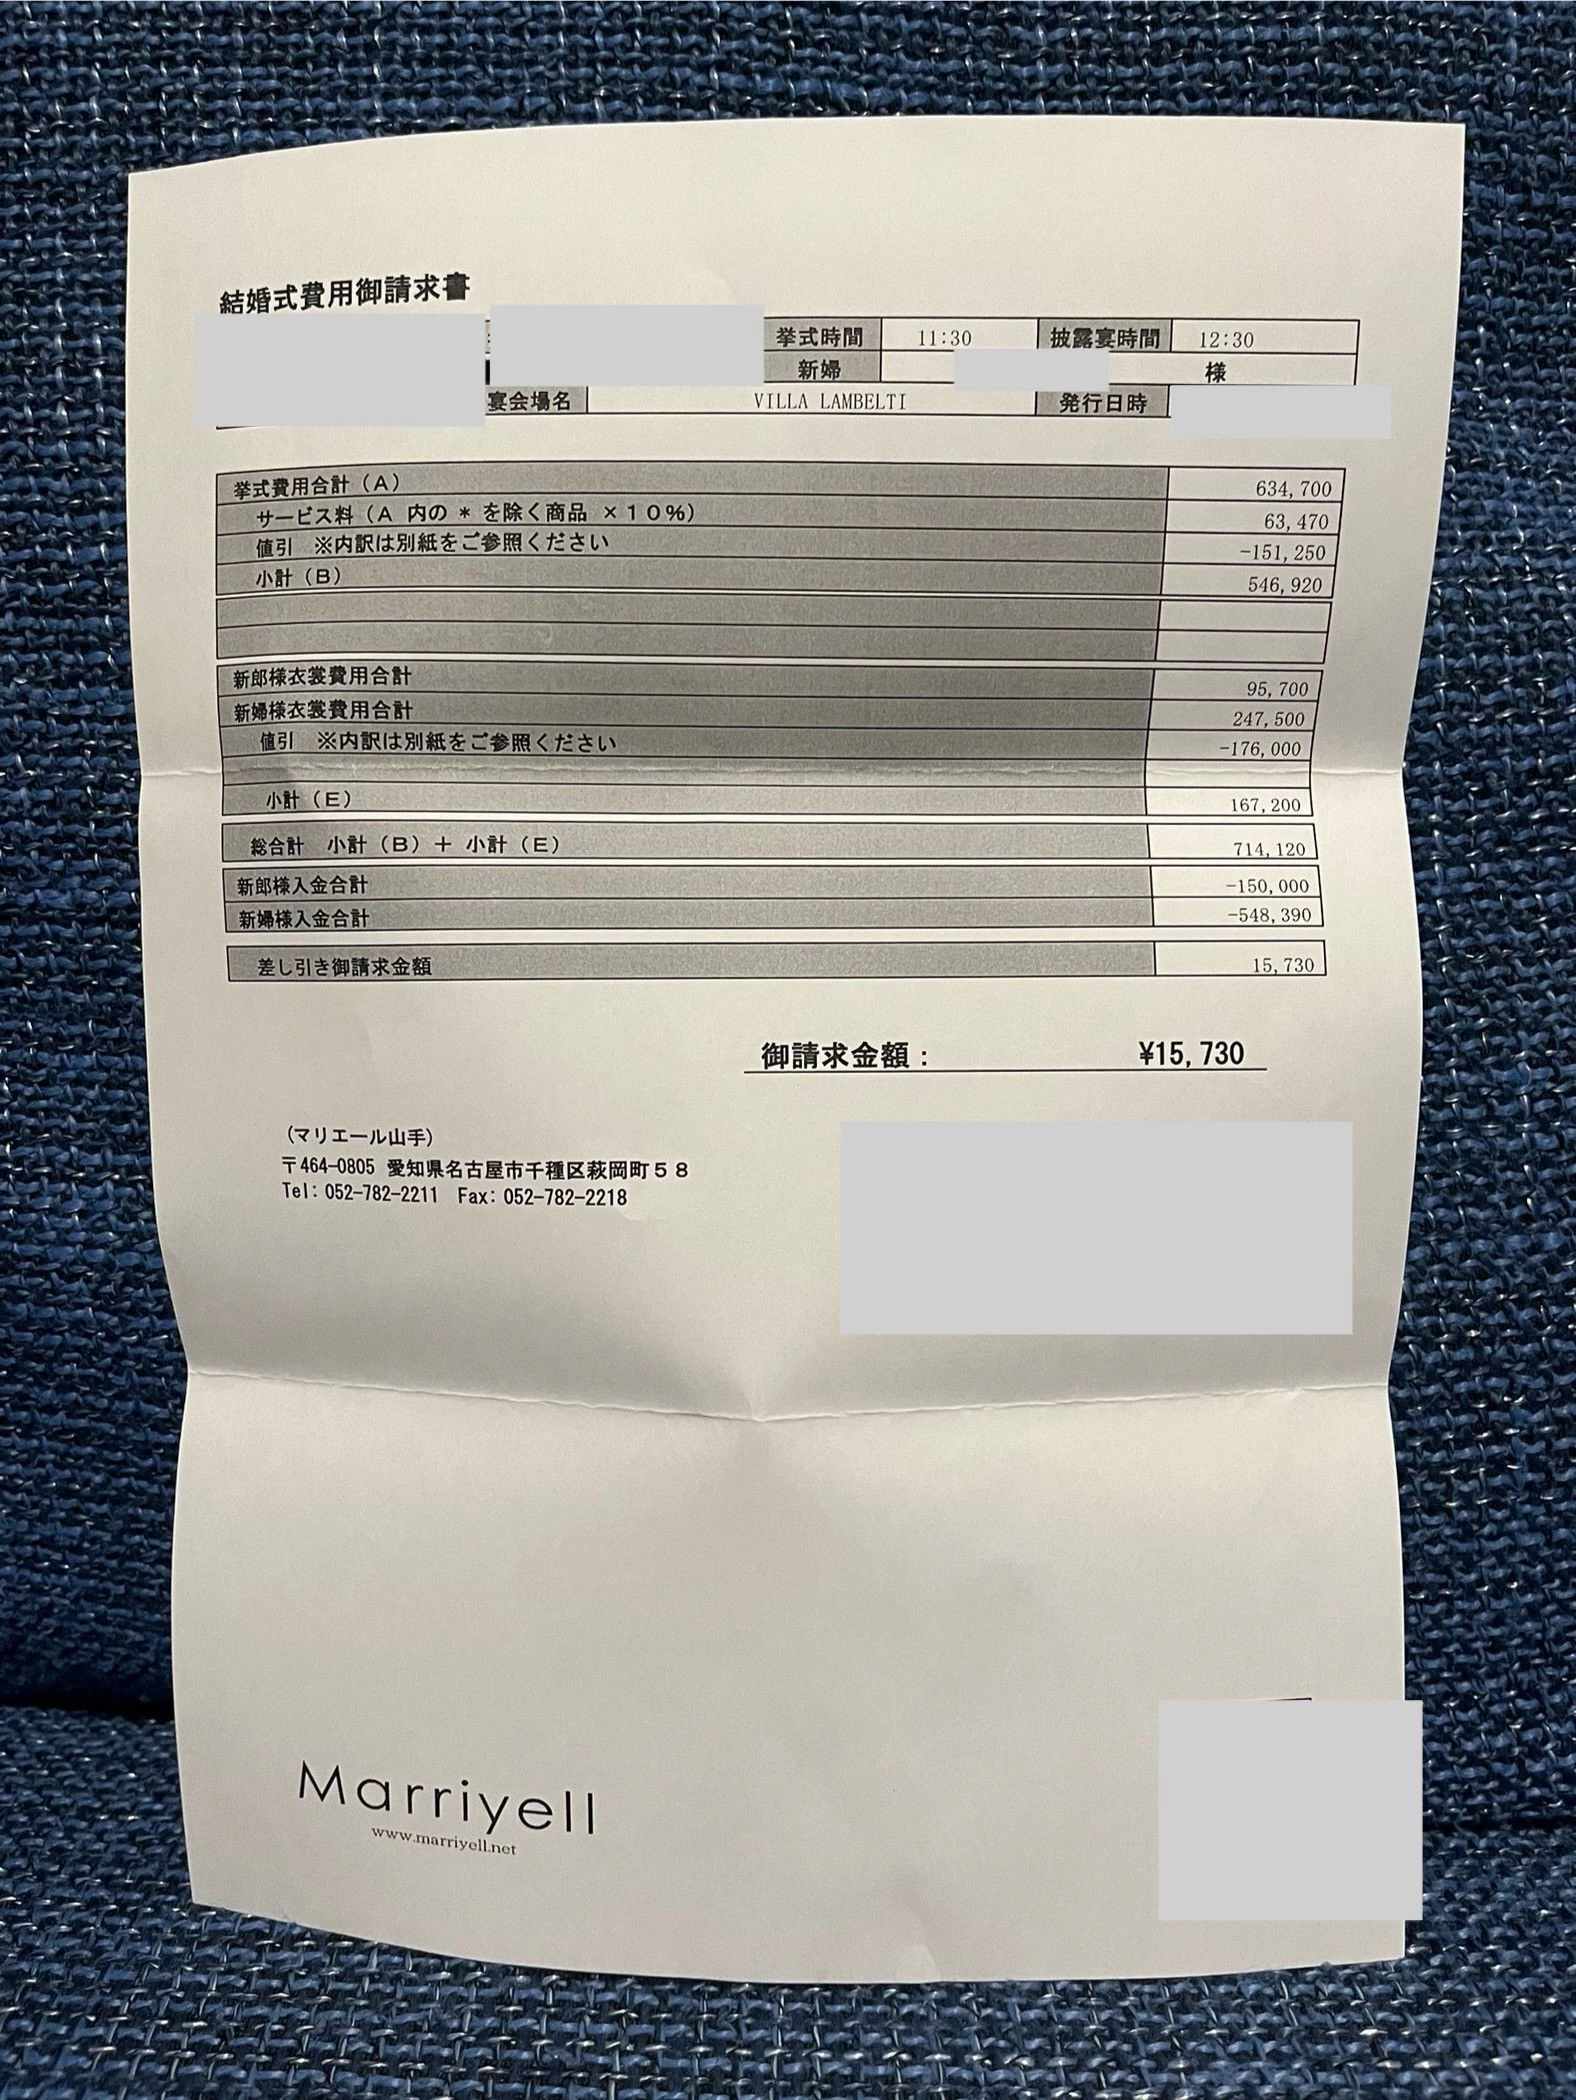 結婚式費用御請求書
挙式時間 11:30 披露宴時間 12:30
新婦 様
宴会場名 VILLA LAMBELTI 発行日時
挙式費用合計（A） 634,700
サービス料（A 内の * を除く商品 ×１０%） 63,470
値引 ※内訳は別紙をご参照ください -151,250
小計（B） 546,920
新郎様衣裳費用合計 95,700
新婦様衣裳費用合計 247,500
値引 ※内訳は別紙をご参照ください -176,000
小計（E） 167,200
総合計 小計（B）＋ 小計（E） 714,120
新郎様入金合計 -150,000
新婦様入金合計 -548,390
差し引き御請求金額 15,730
御請求金額： ¥15,730
(マリエール山手)
〒464-0805 愛知県名古屋市千種区萩岡町５８
Tel: 052-782-2211 Fax: 052-782-2218
Marriyell
www.marriyell.net